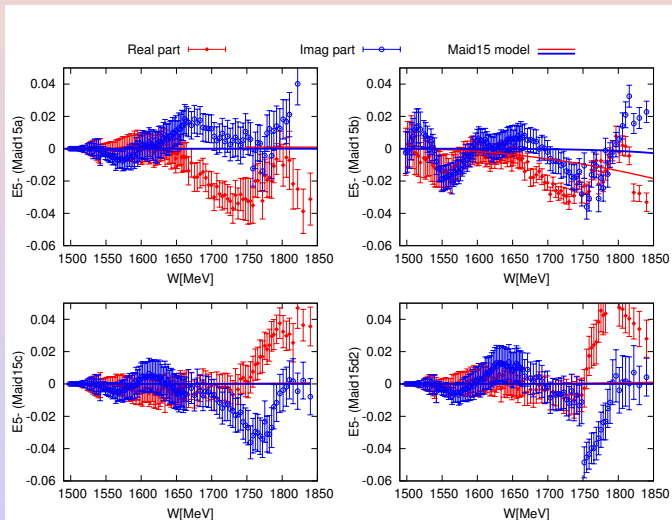 Real part Imag part Maid15 model
0.04 0.02 0 -0.02 -0.04 -0.06
E5- (Maid15a)
1500 1550 1600 1650 1700 1750 1800 1850
W[MeV]
0.04 0.02 0 -0.02 -0.04 -0.06
E5- (Maid15b)
1500 1550 1600 1650 1700 1750 1800 1850
W[MeV]
0.04 0.02 0 -0.02 -0.04 -0.06
E5- (Maid15c)
1500 1550 1600 1650 1700 1750 1800 1850
W[MeV]
0.04 0.02 0 -0.02 -0.04 -0.06
E5- (Maid15d2)
1500 1550 1600 1650 1700 1750 1800 1850
W[MeV]